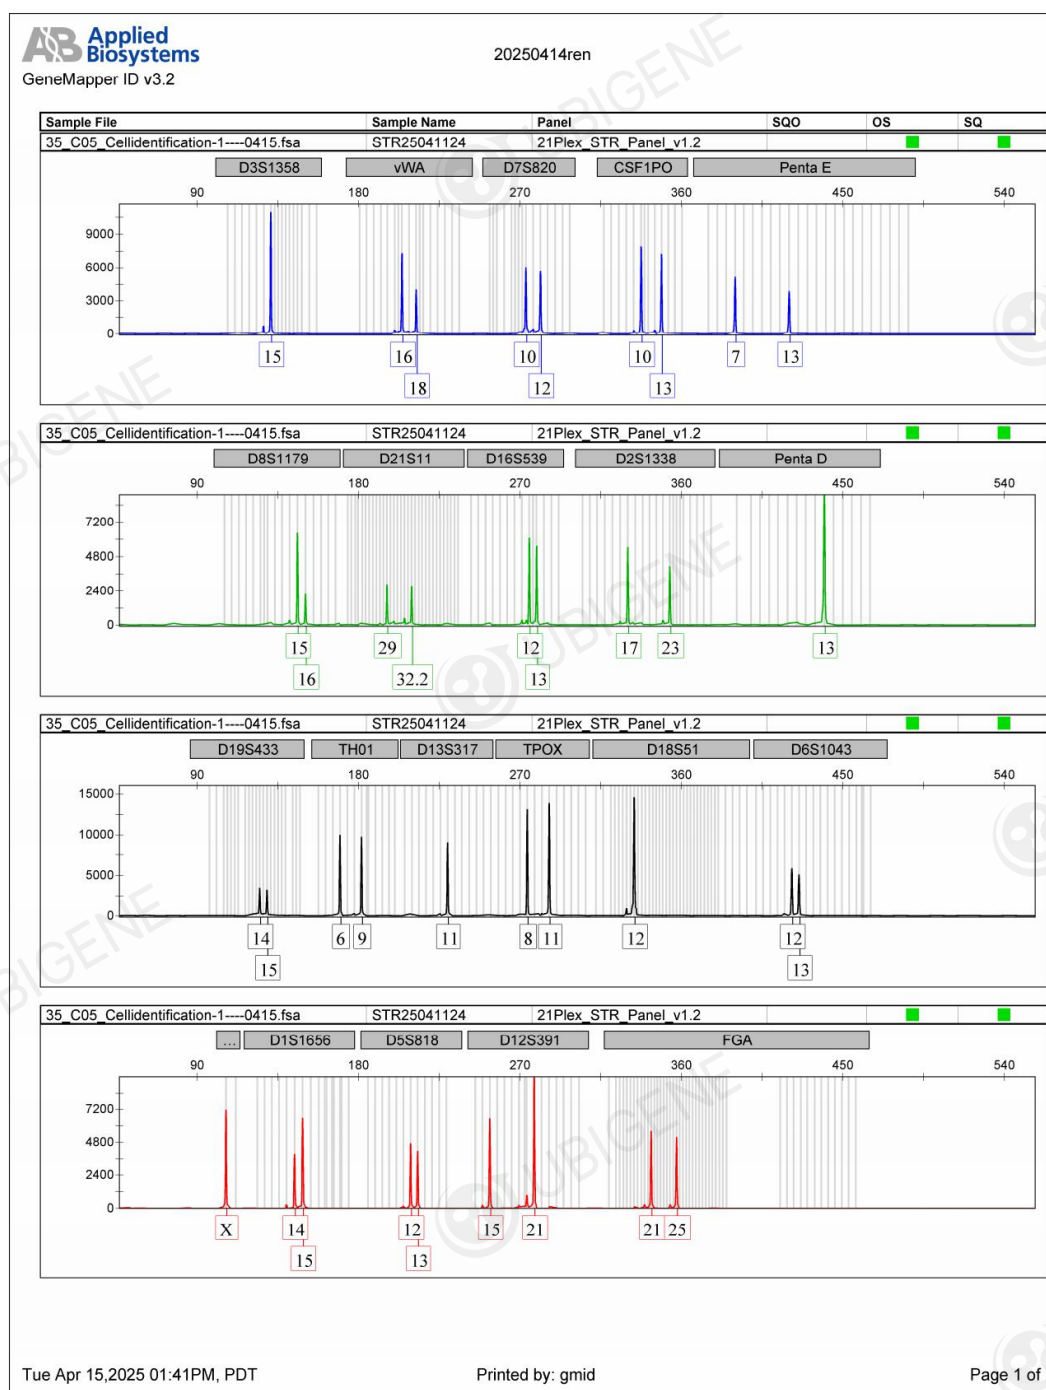 AB Applied
Biosystems
20250414ren
GeneMapper ID v3.2
Sample File Sample Name Panel SQO OS SQ
35_C05_Cellidentification-1----0415.fsa STR25041124 21Plex_STR_Panel_v1.2
D3S1358 vWA D7S820 CSF1PO Penta E
90 180 270 360 450 540
9000
6000
3000
0
15 16 10 10 7 13
18 12 13
35_C05_Cellidentification-1----0415.fsa STR25041124 21Plex_STR_Panel_v1.2
D8S1179 D21S11 D16S539 D2S1338 Penta D
90 180 270 360 450 540
7200
4800
2400
0
15 29 12 17 23 13
16 32.2 13
35_C05_Cellidentification-1----0415.fsa STR25041124 21Plex_STR_Panel_v1.2
D19S433 TH01 D13S317 TPOX D18S51 D6S1043
90 180 270 360 450 540
15000
10000
5000
0
14 6 9 11 8 11 12 12
15 13
35_C05_Cellidentification-1----0415.fsa STR25041124 21Plex_STR_Panel_v1.2
... D1S1656 D5S818 D12S391 FGA
90 180 270 360 450 540
7200
4800
2400
0
X 14 12 15 21 21 25
15 13
Tue Apr 15,2025 01:41PM, PDT Printed by: gmid Page 1 of
UBIGENE
UBIGENE
UBIGENE
BIGENE
BIGENE